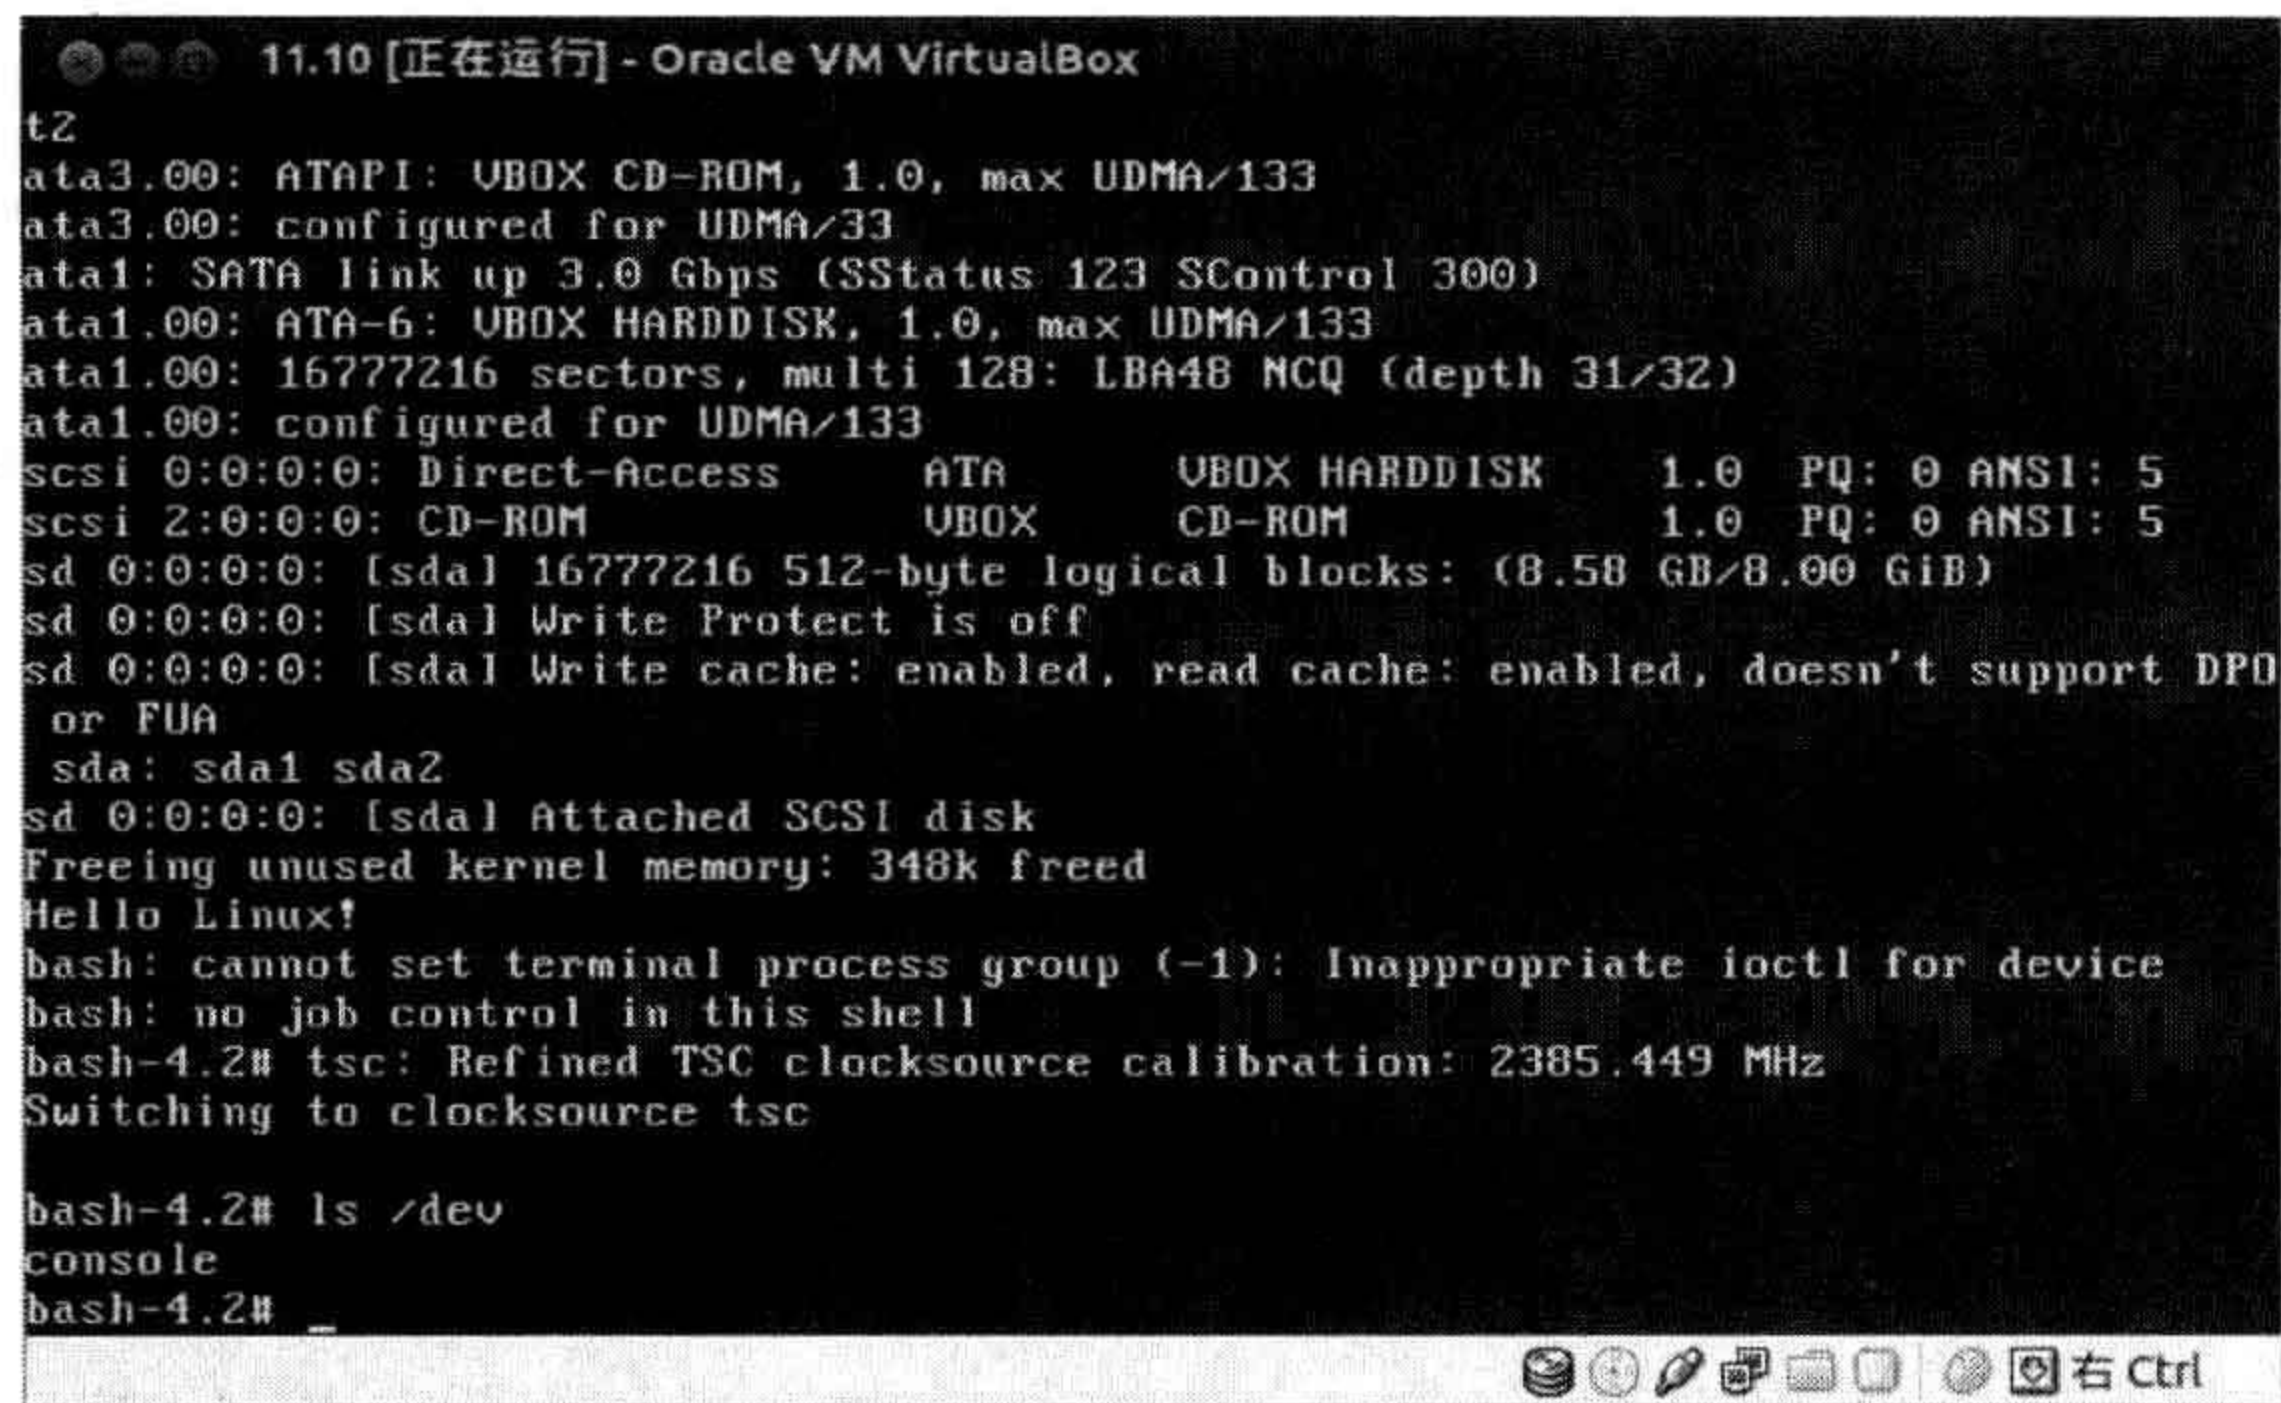 11.10 [正在运行] - Oracle VM VirtualBox
t2
ata3.00: ATAPI: VBOX CD-ROM, 1.0, max UDMA/133
ata3.00: configured for UDMA/33
ata1: SATA link up 3.0 Gbps (SStatus 123 SControl 300)
ata1.00: ATA-6: VBOX HARDDISK, 1.0, max UDMA/133
ata1.00: 16777216 sectors, multi 128: LBA48 NCQ (depth 31/32)
ata1.00: configured for UDMA/133
scsi 0:0:0:0: Direct-Access     ATA      VBOX HARDDISK    1.0  PQ: 0 ANSI: 5
scsi 2:0:0:0: CD-ROM            VBOX     CD-ROM           1.0  PQ: 0 ANSI: 5
sd 0:0:0:0: [sda] 16777216 512-byte logical blocks: (8.58 GB/8.00 GiB)
sd 0:0:0:0: [sda] Write Protect is off
sd 0:0:0:0: [sda] Write cache: enabled, read cache: enabled, doesn't support DPO
or FUA
sda: sda1 sda2
sd 0:0:0:0: [sda] Attached SCSI disk
Freeing unused kernel memory: 348k freed
Hello Linux!
bash: cannot set terminal process group (-1): Inappropriate ioctl for device
bash: no job control in this shell
bash-4.2# tsc: Refined TSC clocksource calibration: 2385.449 MHz
Switching to clocksource tsc
bash-4.2# ls /dev
console
bash-4.2# _
右 Ctrl